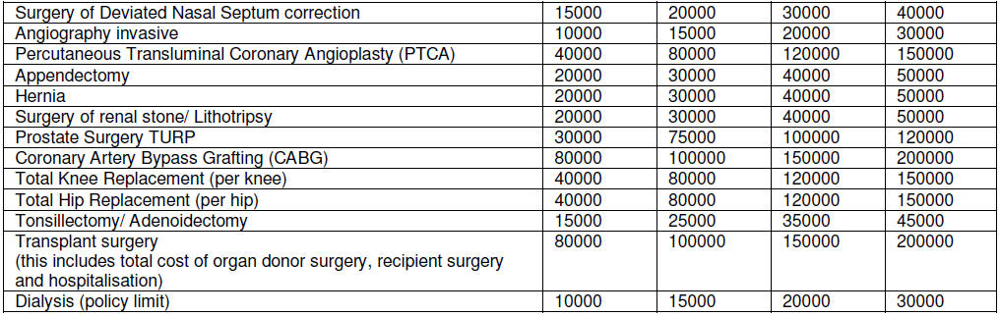 Surgery of Deviated Nasal Septum correction 15000 20000 30000 40000
Angiography invasive 10000 15000 20000 30000
Percutaneous Transluminal Coronary Angioplasty (PTCA) 40000 80000 120000 150000
Appendectomy 20000 30000 40000 50000
Hernia 20000 30000 40000 50000
Surgery of renal stone/ Lithotripsy 20000 30000 40000 50000
Prostate Surgery TURP 30000 75000 100000 120000
Coronary Artery Bypass Grafting (CABG) 80000 100000 150000 200000
Total Knee Replacement (per knee) 40000 80000 120000 150000
Total Hip Replacement (per hip) 40000 80000 120000 150000
Tonsillectomy/ Adenoidectomy 15000 25000 35000 45000
Transplant surgery 80000 100000 150000 200000
(this includes total cost of organ donor surgery, recipient surgery
and hospitalisation)
Dialysis (policy limit) 10000 15000 20000 30000